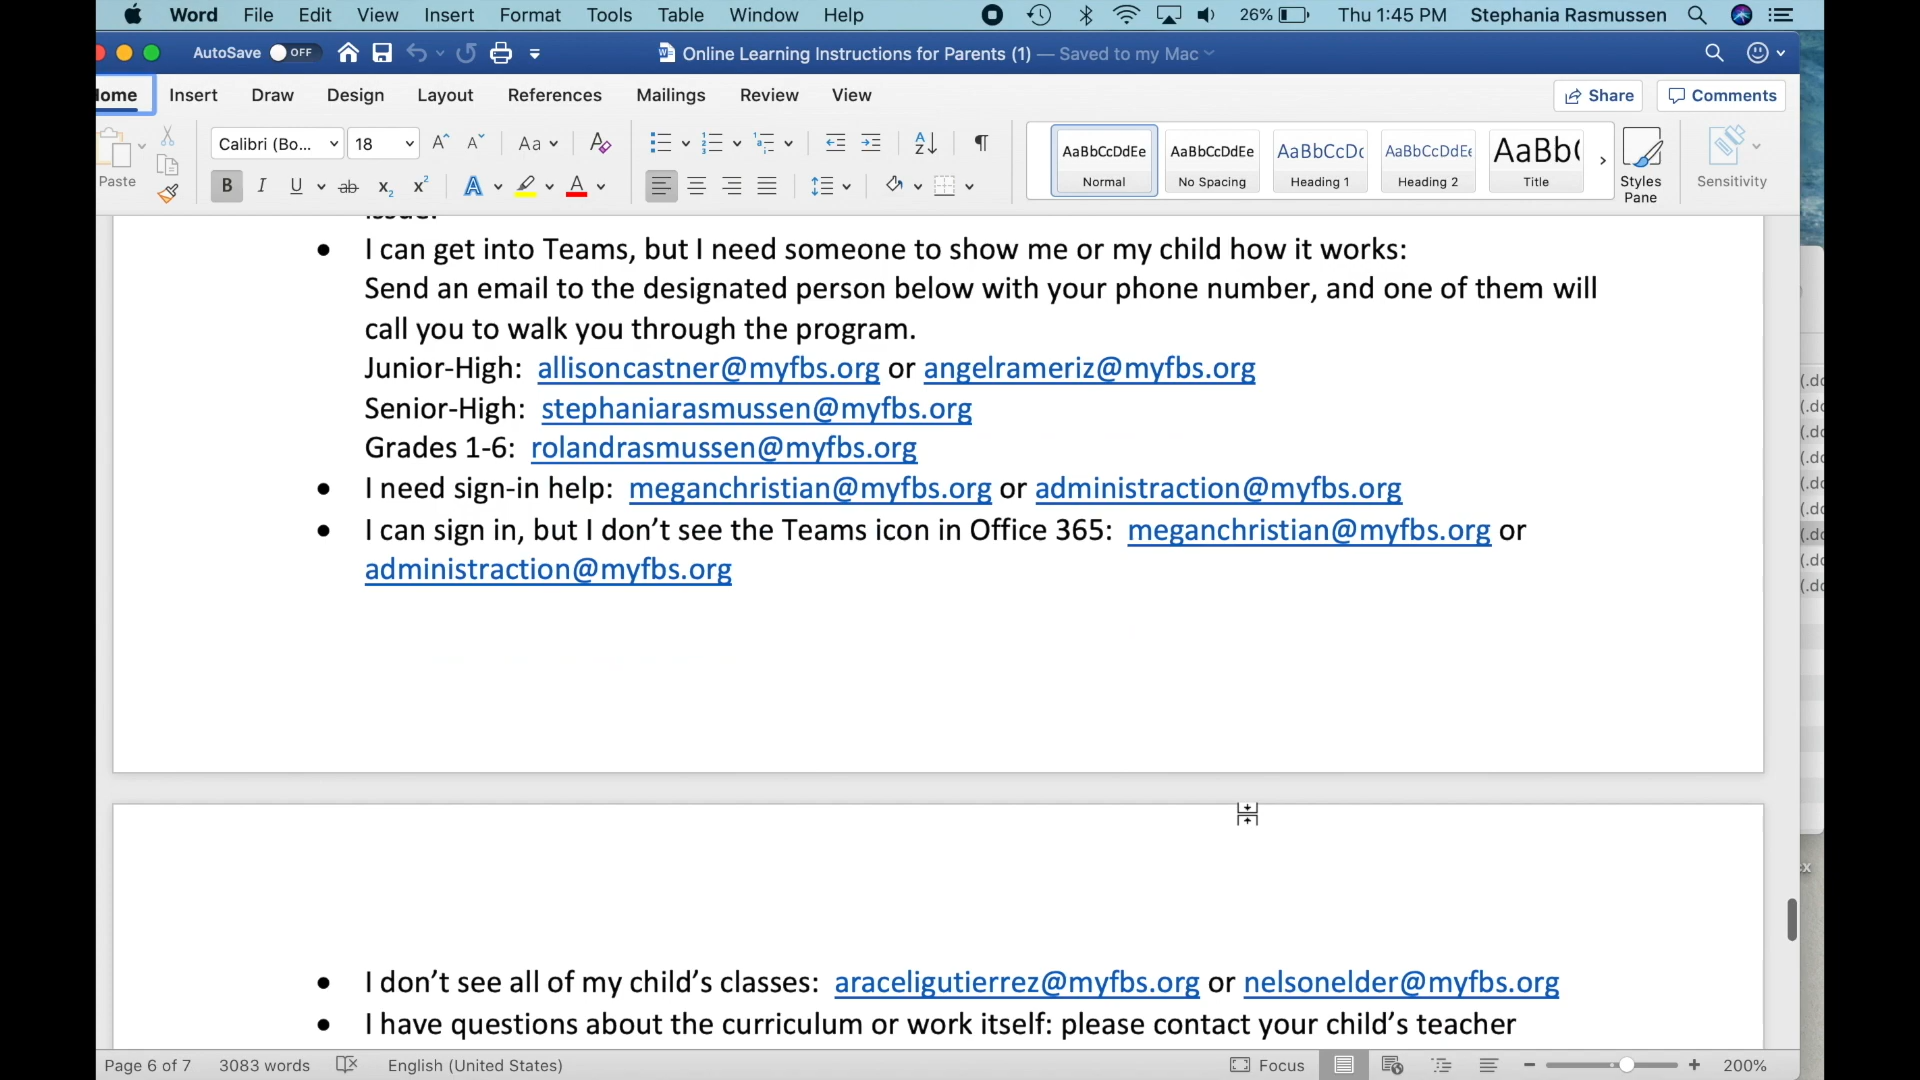 Word File Edit View Insert Format Tools Table Window Help 26% Thu 1:45 PM Stephania Rasmussen
AutoSave OFF Online Learning Instructions for Parents (1) — Saved to my Mac
ome Insert Draw Design Layout References Mailings Review View Share Comments
Calibri (Bo... 18 A A Aa A AaBbCcDdEe AaBbCcDdEe AaBbCcDc AaBbCcDdEe AaBb(
Paste B I U ab X2 X2 A A Normal No Spacing Heading 1 Heading 2 Title Styles Pane Sensitivity
issue.
• I can get into Teams, but I need someone to show me or my child how it works:
Send an email to the designated person below with your phone number, and one of them will
call you to walk you through the program.
Junior-High: allisoncastner@myfbs.org or angelrameriz@myfbs.org
Senior-High: stephaniarasmussen@myfbs.org
Grades 1-6: rolandrasmussen@myfbs.org
• I need sign-in help: meganchristian@myfbs.org or administraction@myfbs.org
• I can sign in, but I don’t see the Teams icon in Office 365: meganchristian@myfbs.org or
administraction@myfbs.org
• I don’t see all of my child’s classes: araceligutierrez@myfbs.org or nelsonelder@myfbs.org
• I have questions about the curriculum or work itself: please contact your child’s teacher
Page 6 of 7 3083 words English (United States) Focus 200%